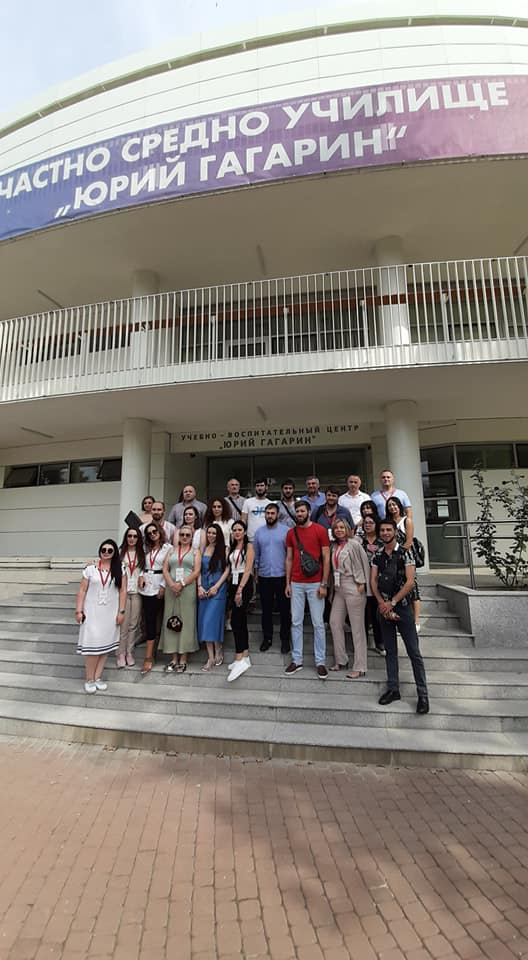 ЧАСТНО СРЕДНО УЧИЛИЩЕ
„ЮРИЙ ГАГАРИН“
УЧЕБНО - ВОСПИТАТЕЛЬНЫЙ ЦЕНТР
„ЮРИЙ ГАГАРИН"